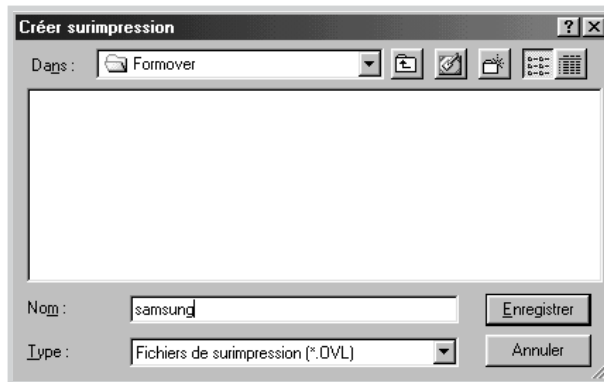 Créer surimpression
Dans : Formover
Nom : samsung Enregistrer
Type : Fichiers de surimpression (*.OVL) Annuler